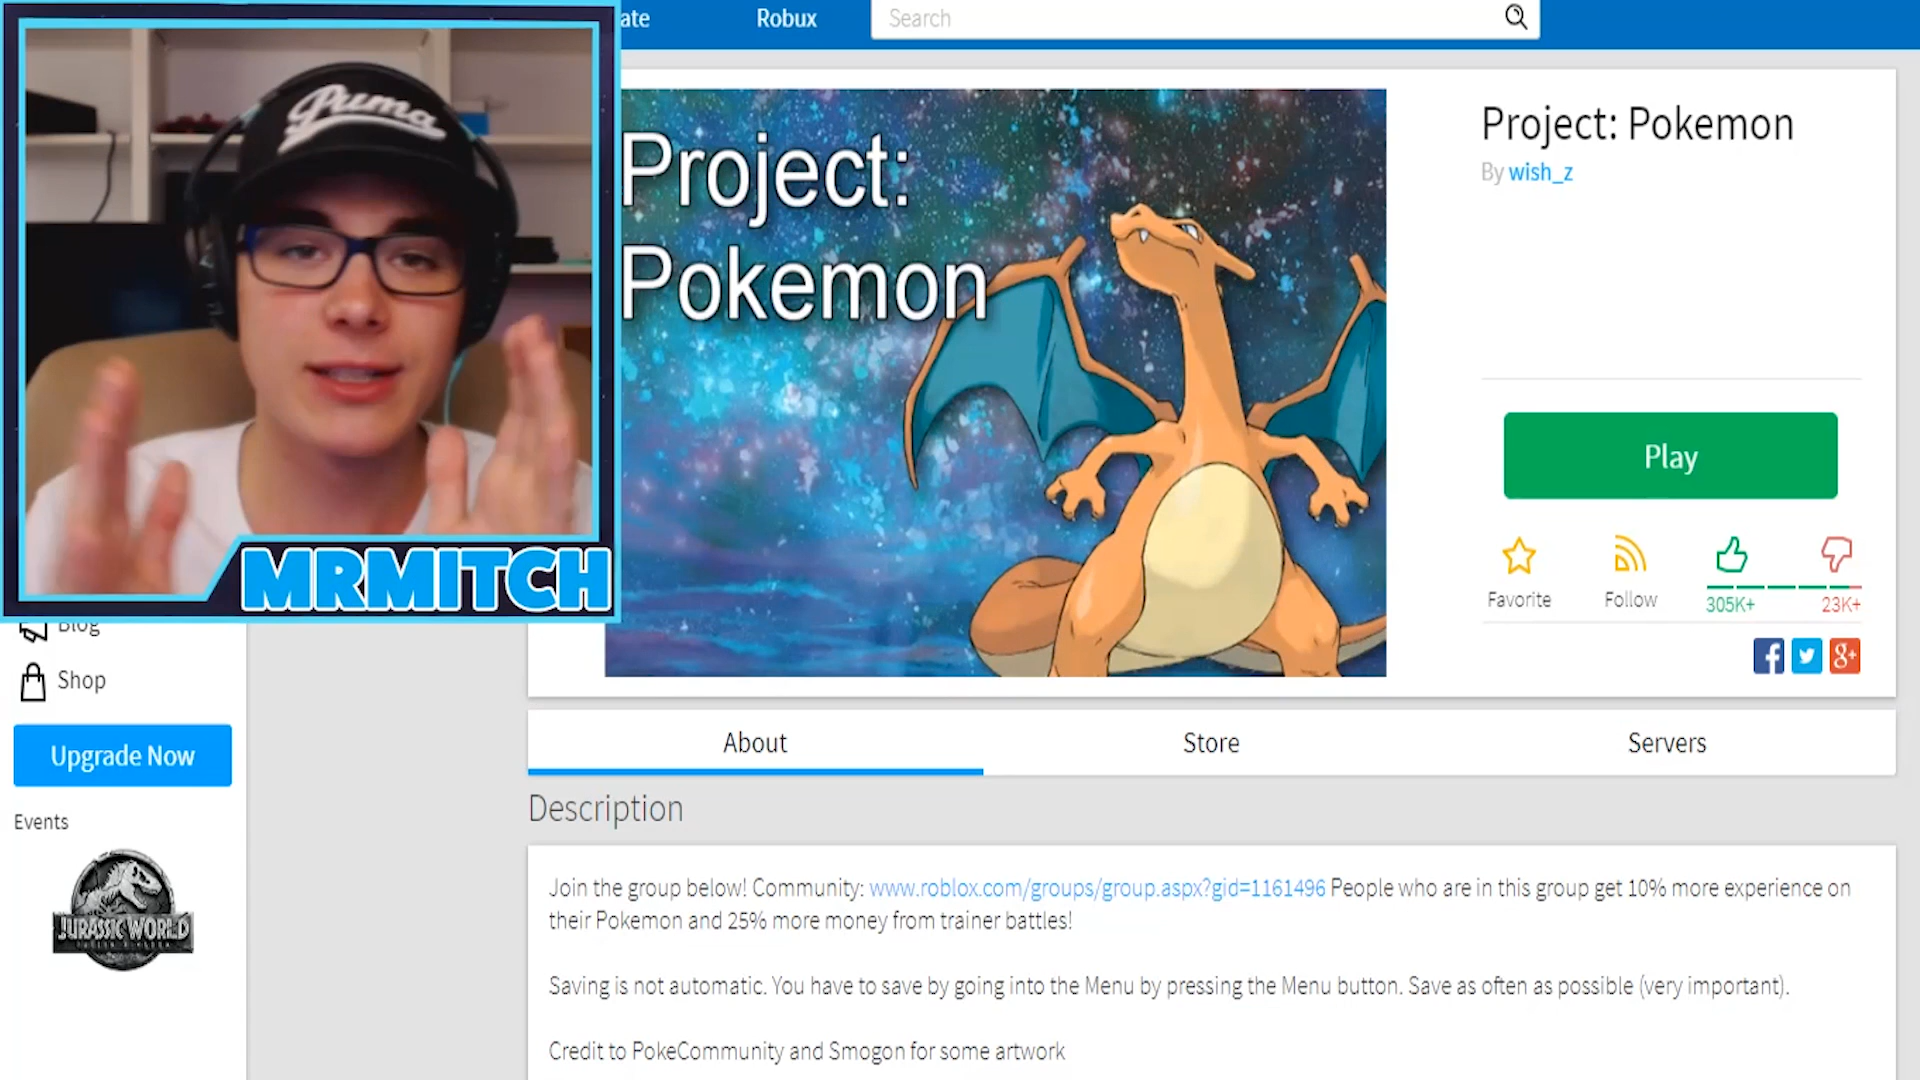 ate
Robux
Search
Puma
Project:
Pokemon
MRMITCH
Project: Pokemon
By wish_z
Play
Favorite
Follow
305K+
23K+
g+
Blog
Shop
Upgrade Now
Events
JURASSIC WORLD
About
Store
Servers
Description
Join the group below! Community: www.roblox.com/groups/group.aspx?gid=1161496 People who are in this group get 10% more experience on
their Pokemon and 25% more money from trainer battles!
Saving is not automatic. You have to save by going into the Menu by pressing the Menu button. Save as often as possible (very important).
Credit to PokeCommunity and Smogon for some artwork